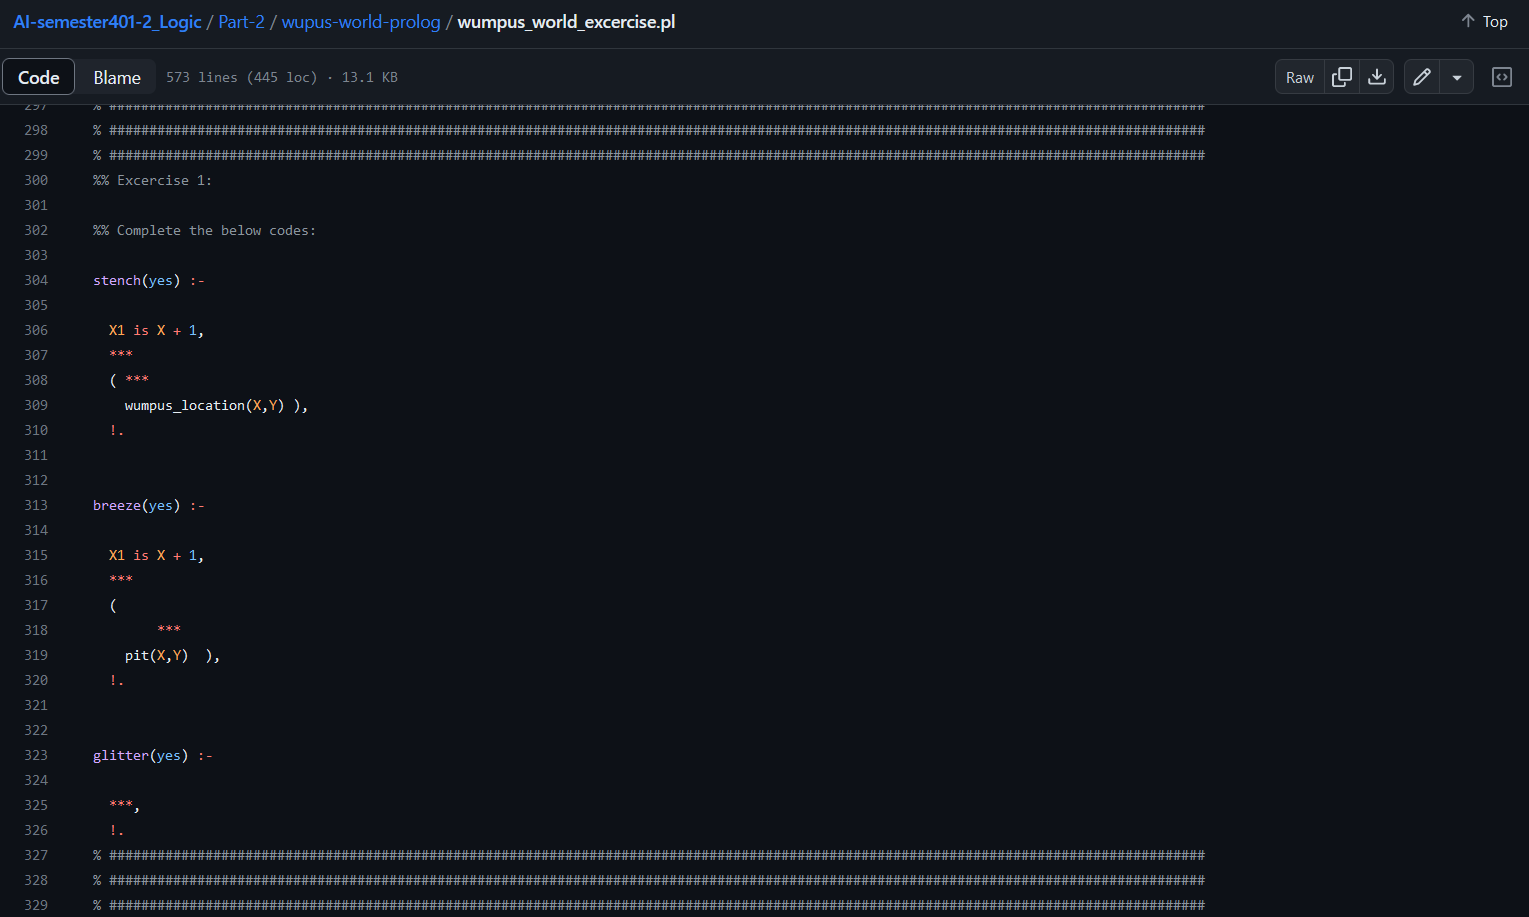 AI-semester401-2_Logic / Part-2 / wupus-world-prolog / wumpus_world_excercise.pl
Top
Code Blame 573 lines (445 loc) · 13.1 KB Raw
297 % #########################################################################################################################################
298 % #########################################################################################################################################
299 % #########################################################################################################################################
300 %% Excercise 1:
301
302 %% Complete the below codes:
303
304 stench(yes) :-
305
306 X1 is X + 1,
307 ***
308 ( ***
309 wumpus_location(X,Y) ),
310 !.
311
312
313 breeze(yes) :-
314
315 X1 is X + 1,
316 ***
317 (
318 ***
319 pit(X,Y) ),
320 !.
321
322
323 glitter(yes) :-
324
325 ***,
326 !.
327 % #########################################################################################################################################
328 % #########################################################################################################################################
329 % #########################################################################################################################################